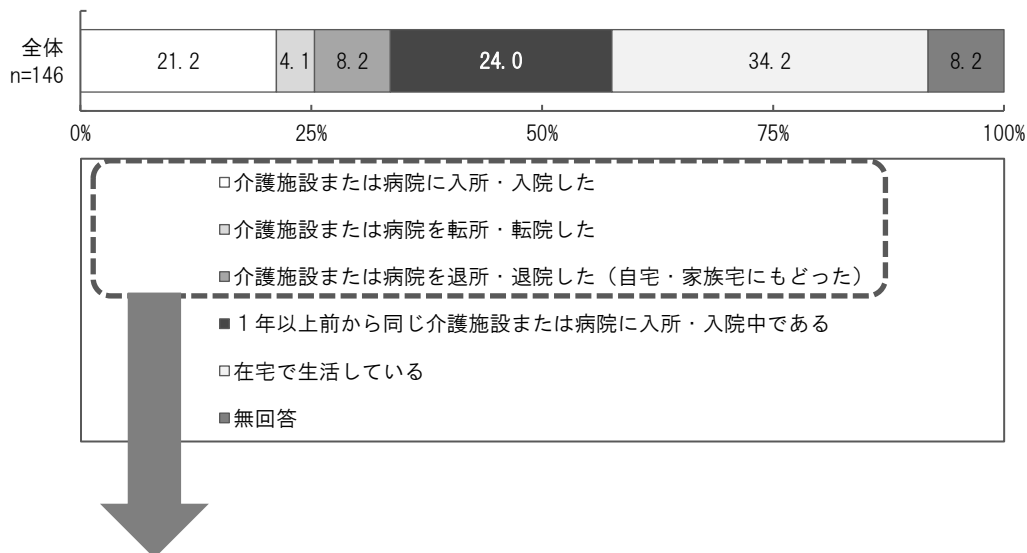 全体
n=146
21.2 4.1 8.2 24.0 34.2 8.2
0% 25% 50% 75% 100%
□介護施設または病院に入所・入院した
□介護施設または病院を転所・転院した
■介護施設または病院を退所・退院した（自宅・家族宅にもどった）
■１年以上前から同じ介護施設または病院に入所・入院中である
□在宅で生活している
■無回答